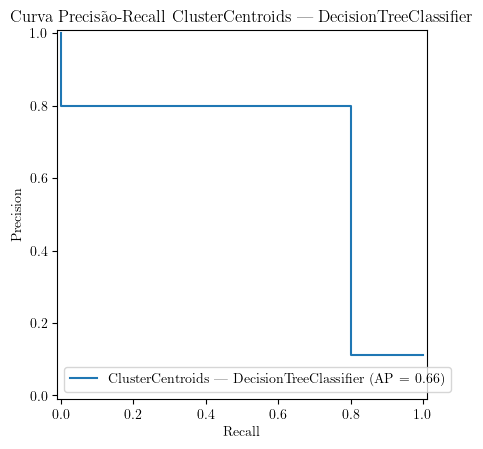 Curva Precisão-Recall ClusterCentroids — DecisionTreeClassifier
1.0
0.8
0.6
0.4
0.2
0.0
Precision
ClusterCentroids — DecisionTreeClassifier (AP = 0.66)
0.0 0.2 0.4 0.6 0.8 1.0
Recall